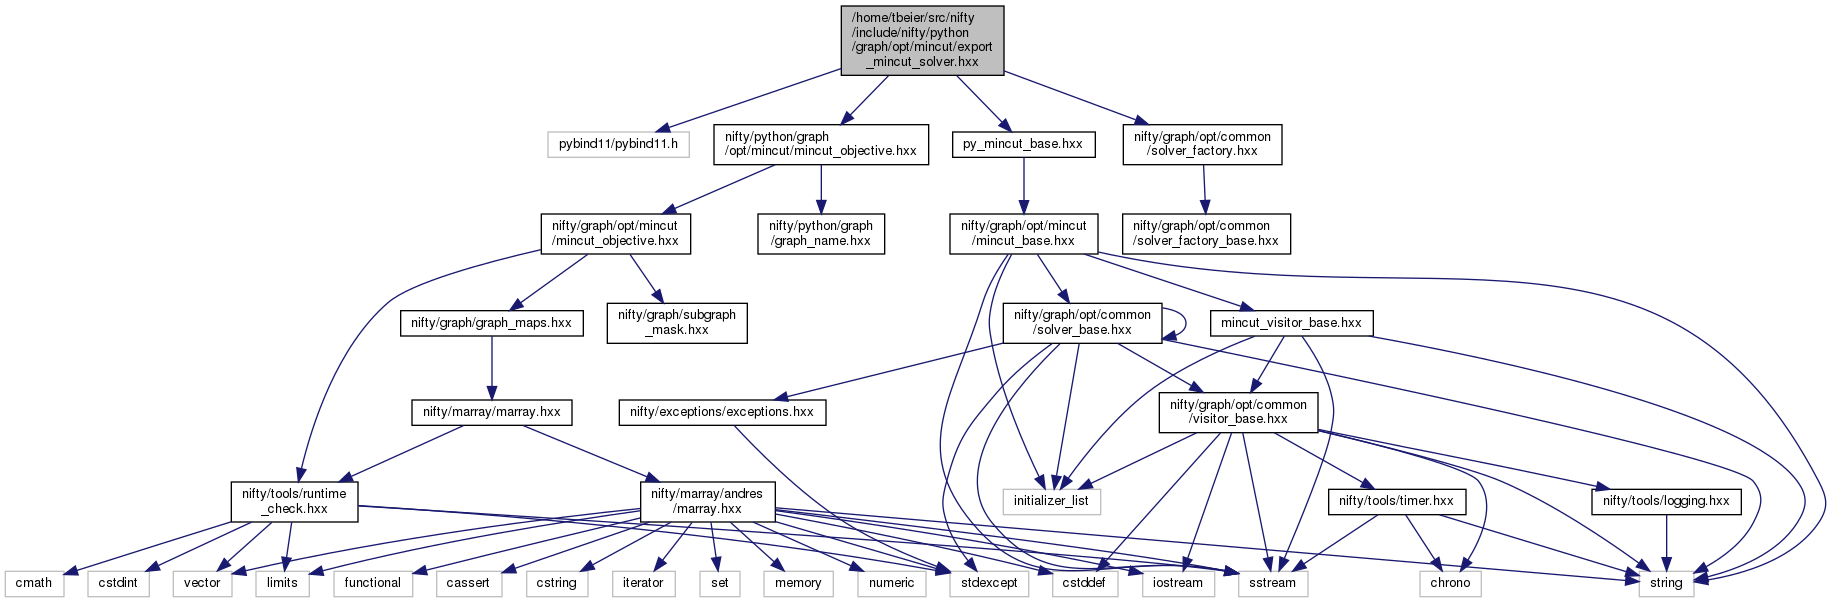 /home/tbeier/src/nifty
/include/nifty/python
/graph/opt/mincut/export
_mincut_solver.hxx
pybind11/pybind11.h
nifty/python/graph
/opt/mincut/mincut_objective.hxx
py_mincut_base.hxx
nifty/graph/opt/common
/solver_factory.hxx
nifty/graph/opt/mincut
/mincut_objective.hxx
nifty/python/graph
/graph_name.hxx
nifty/graph/opt/mincut
/mincut_base.hxx
nifty/graph/opt/common
/solver_factory_base.hxx
nifty/graph/graph_maps.hxx
nifty/graph/subgraph
_mask.hxx
nifty/graph/opt/common
/solver_base.hxx
mincut_visitor_base.hxx
nifty/marray/marray.hxx
nifty/exceptions/exceptions.hxx
nifty/graph/opt/common
/visitor_base.hxx
nifty/tools/runtime
_check.hxx
nifty/marray/andres
/marray.hxx
initializer_list
nifty/tools/timer.hxx
nifty/tools/logging.hxx
cmath
cstdint
vector
limits
functional
cassert
cstring
iterator
set
memory
numeric
stdexcept
cstddef
iostream
sstream
chrono
string